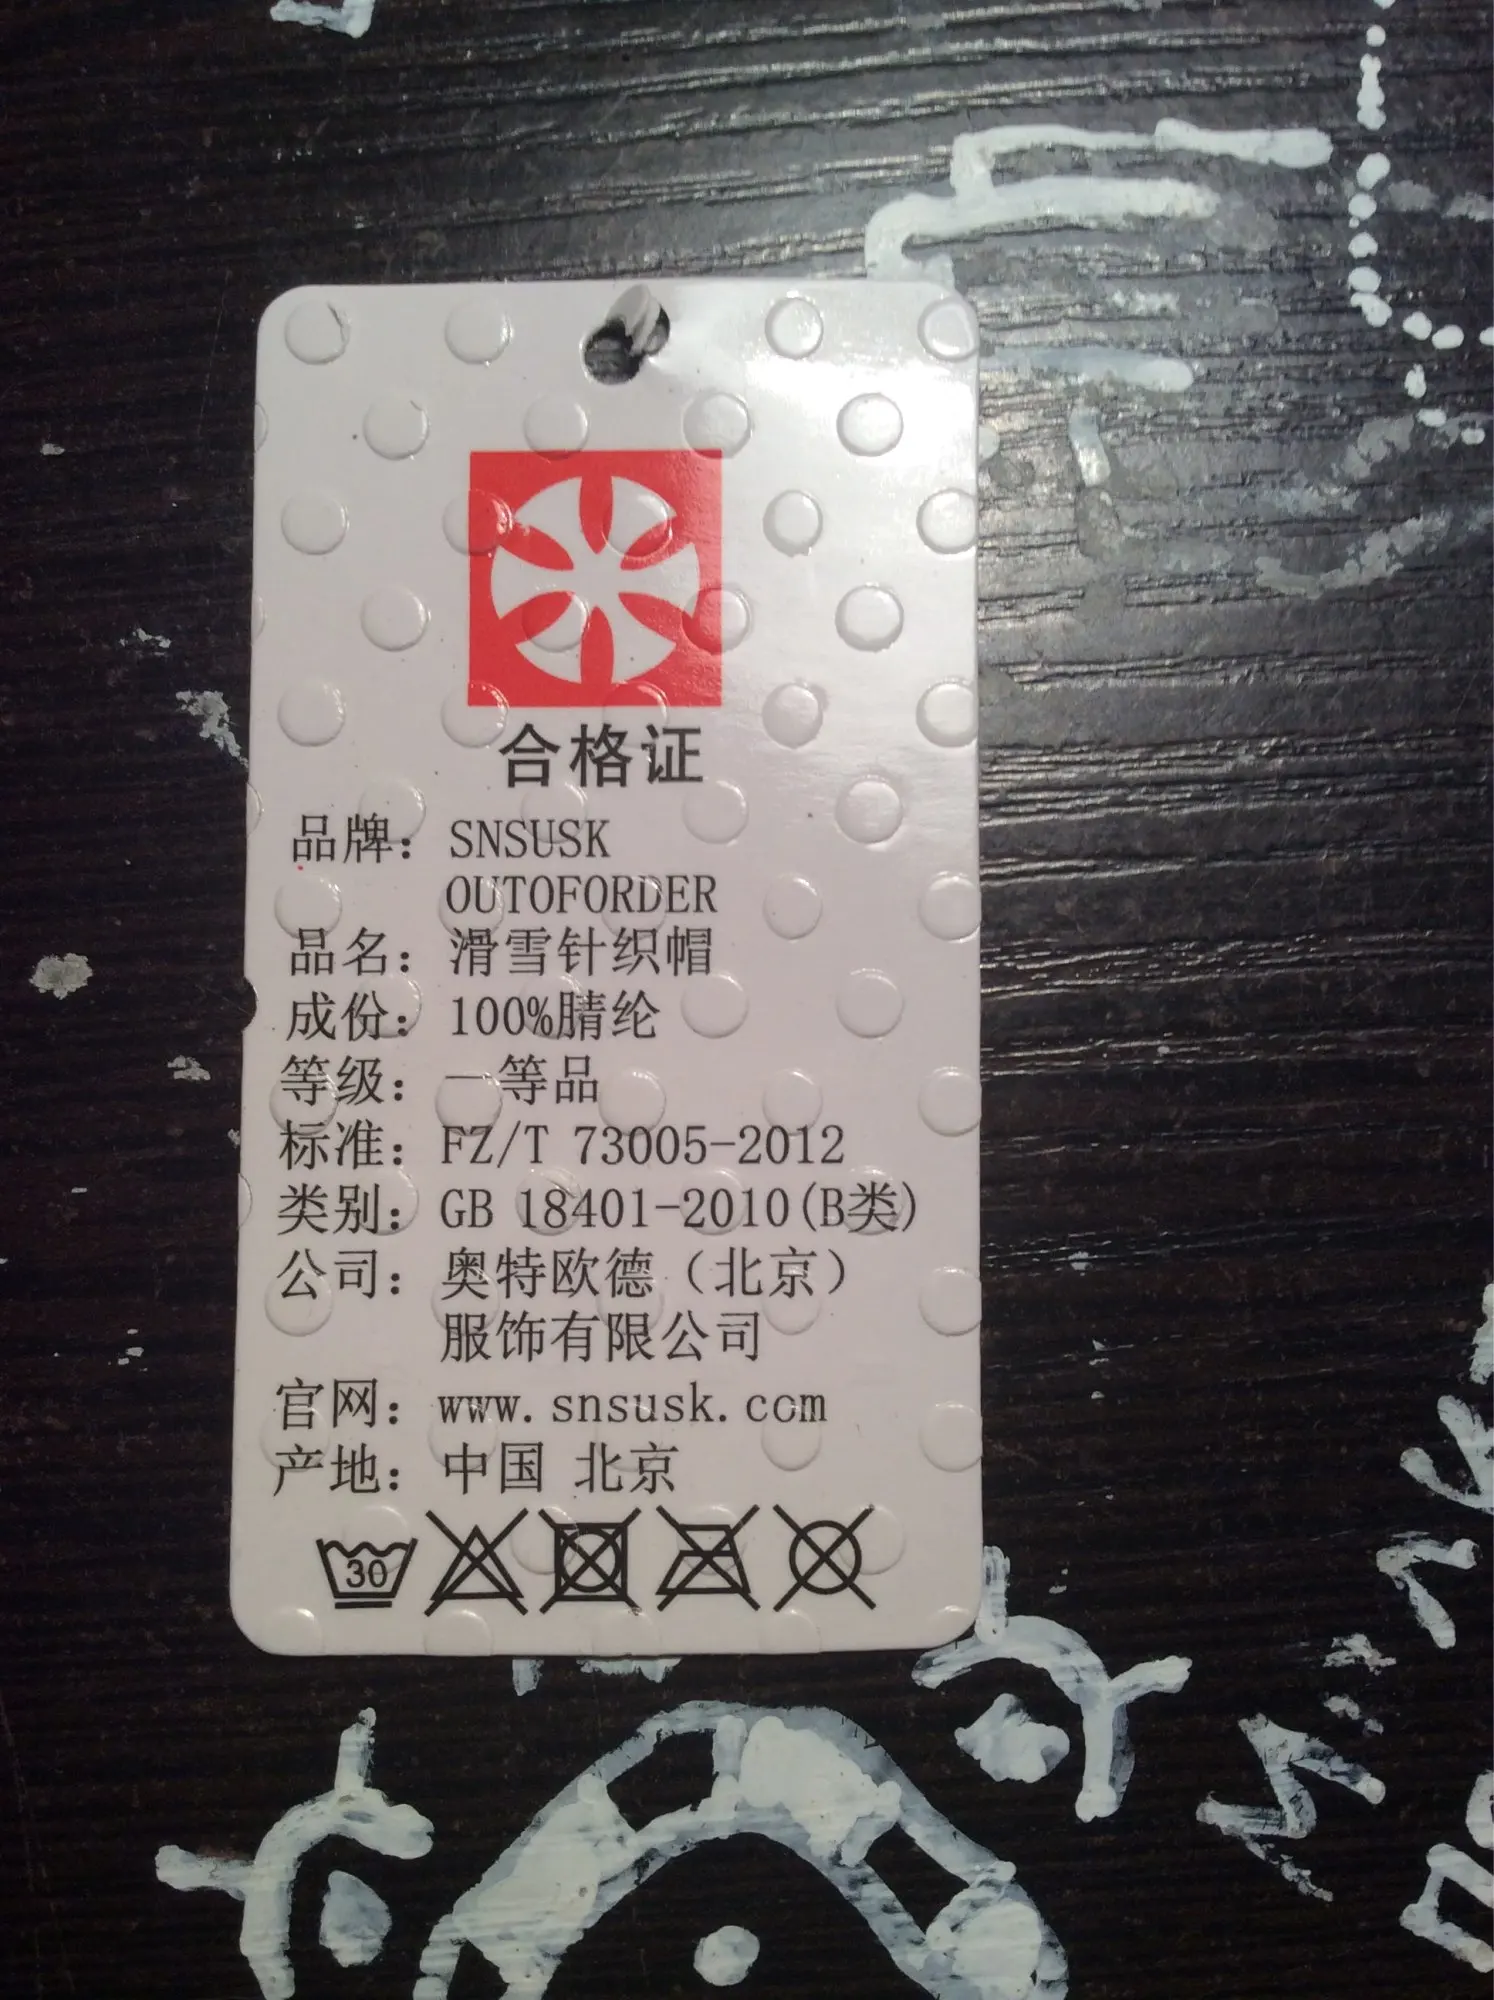 合格证
品牌：SNSUSK
OUTOFORDER
品名：滑雪针织帽
成份：100%腈纶
等级：一等品
标准：FZ/T 73005-2012
类别：GB 18401-2010(B类)
公司：奥特欧德（北京）
服饰有限公司
官网：www.snsusk.com
产地：中国 北京
30